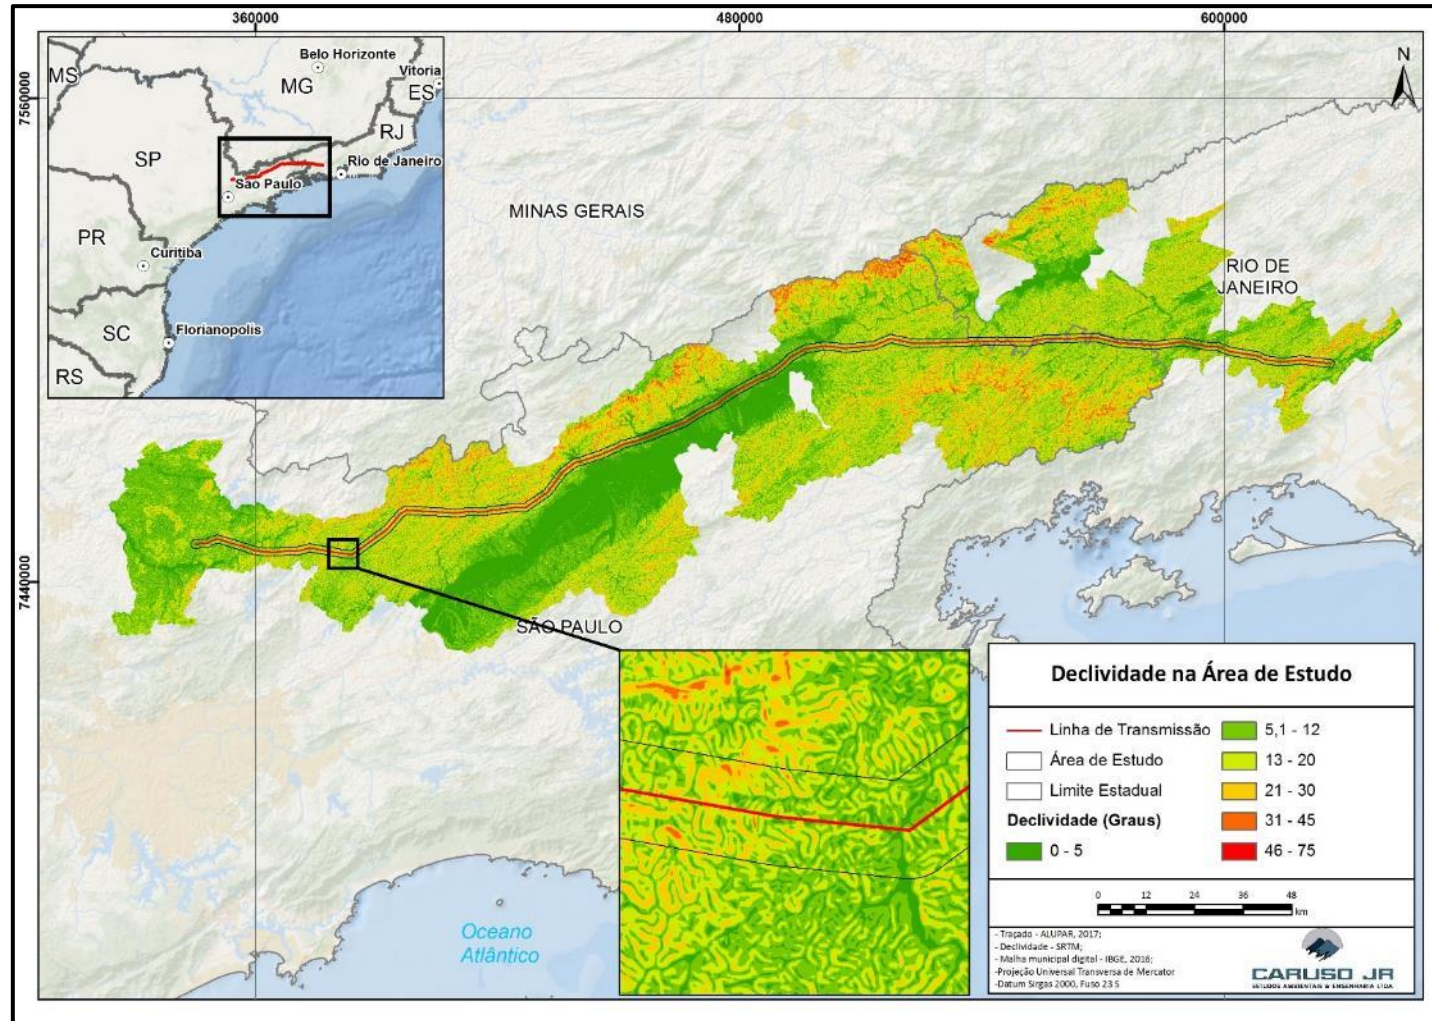 360000
480000
600000
7560000
7440000
N
Belo Horizonte
MS
MG
Vitoria
ES
RJ
SP
Rio de Janeiro
São Paulo
PR
Curitiba
SC
Florianopolis
RS
MINAS GERAIS
RIO DE
JANEIRO
SÃO PAULO
Oceano
Atlântico
Declividade na Área de Estudo
Linha de Transmissão
Área de Estudo
Limite Estadual
Declividade (Graus)
0 - 5
5,1 - 12
13 - 20
21 - 30
31 - 45
46 - 75
0 12 24 36 48
km
- Traçado - ALUPAR, 2017;
- Declividade - SRTM;
- Malha municipal digital - IBGE, 2016;
-Projeção Universal Transversa de Mercator
-Datum Sirgas 2000, Fuso 23 S
CARUSO JR
ESTUDOS AMBIENTAIS & ENGENHARIA LTDA